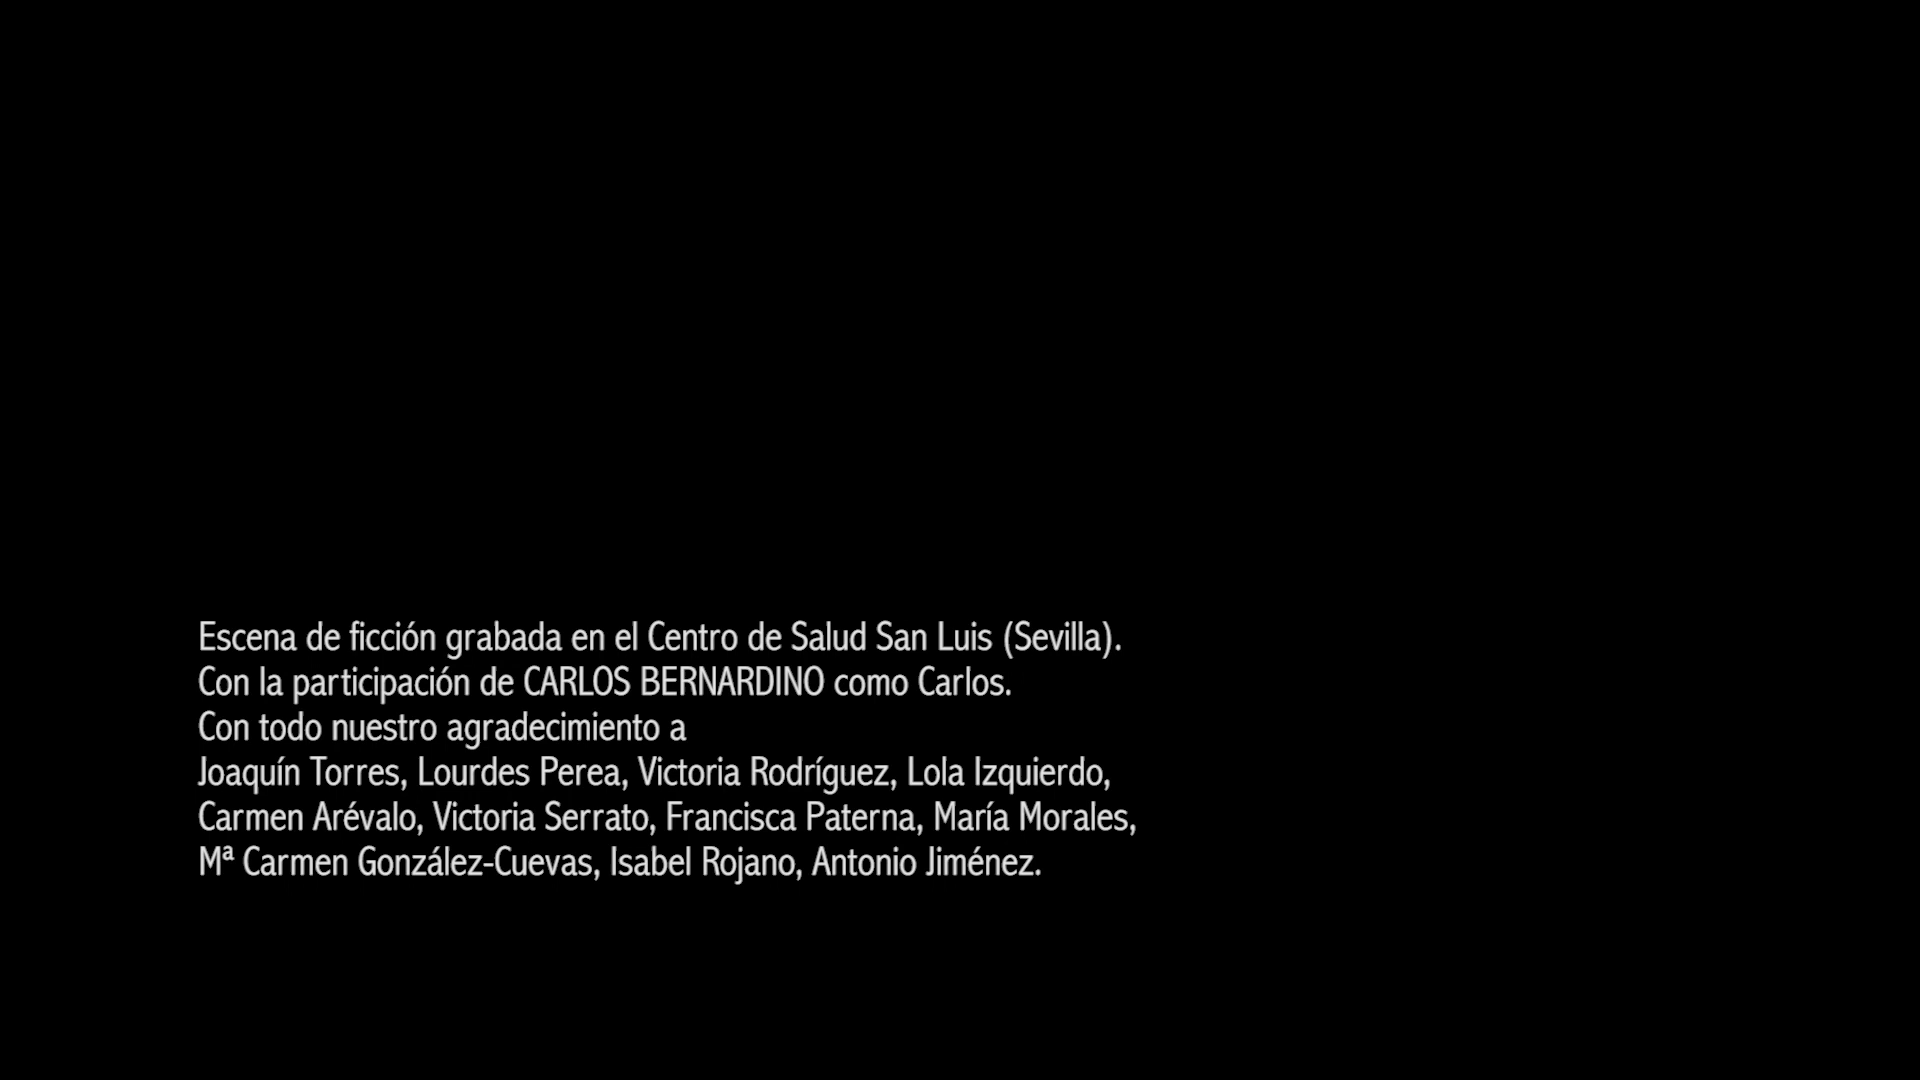 Escena de ficción grabada en el Centro de Salud San Luis (Sevilla).
Con la participación de CARLOS BERNARDINO como Carlos.
Con todo nuestro agradecimiento a
Joaquín Torres, Lourdes Perea, Victoria Rodríguez, Lola Izquierdo,
Carmen Arévalo, Victoria Serrato, Francisca Paterna, María Morales,
Mª Carmen González-Cuevas, Isabel Rojano, Antonio Jiménez.